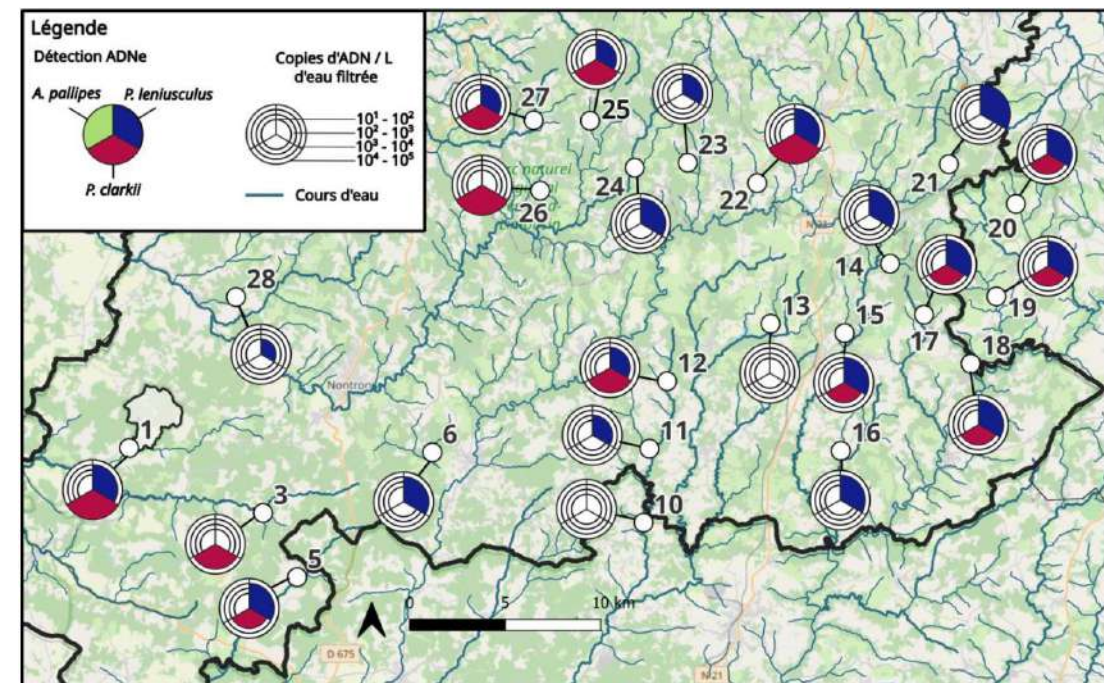 Légende
Détection ADNe
A. pallipes
P. leniusculus
P. clarkii
Copies d'ADN / L
d'eau filtrée
10¹ - 10²
10² - 10³
10³ - 10⁴
10⁴ - 10⁵
Cours d'eau
25
27
23
21
22
24
26
naturel
20
14
28
19
13
15
17
18
12
Nontron
1
6
11
16
3
10
5
0
5
10 km
D 675
N 21